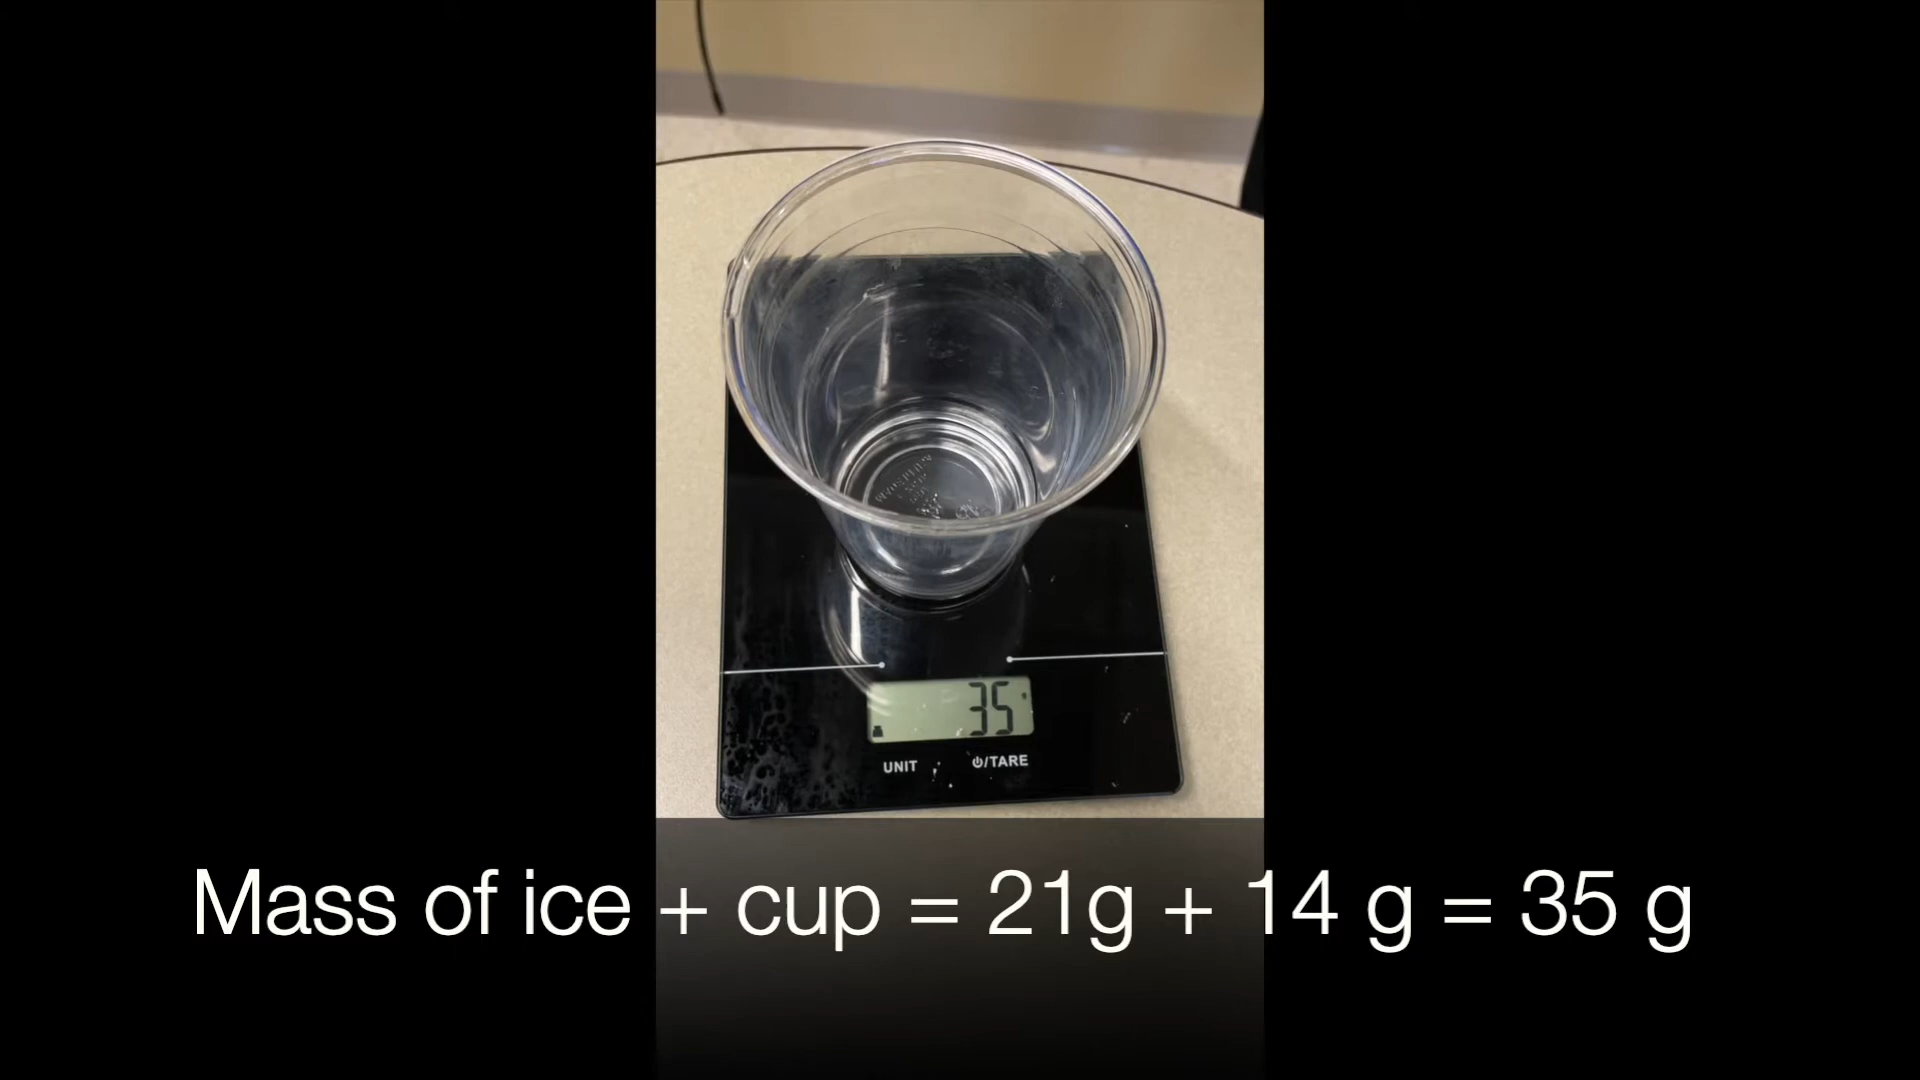 35
UNIT ⏻/TARE
Mass of ice + cup = 21g + 14 g = 35 g